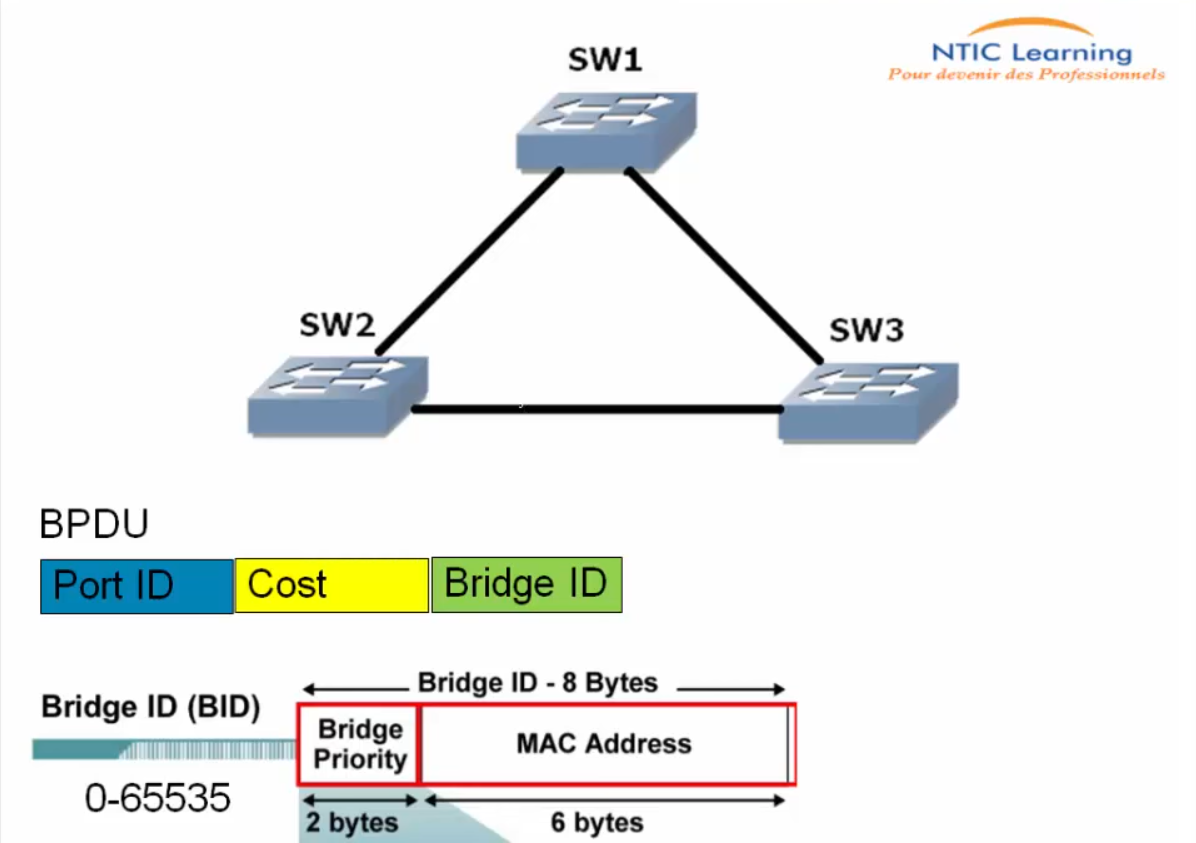 NTIC Learning
Pour devenir des Professionnels
SW1
SW2
SW3
BPDU
Port ID
Cost
Bridge ID
Bridge ID - 8 Bytes
Bridge ID (BID)
Bridge
Priority
MAC Address
0-65535
2 bytes
6 bytes